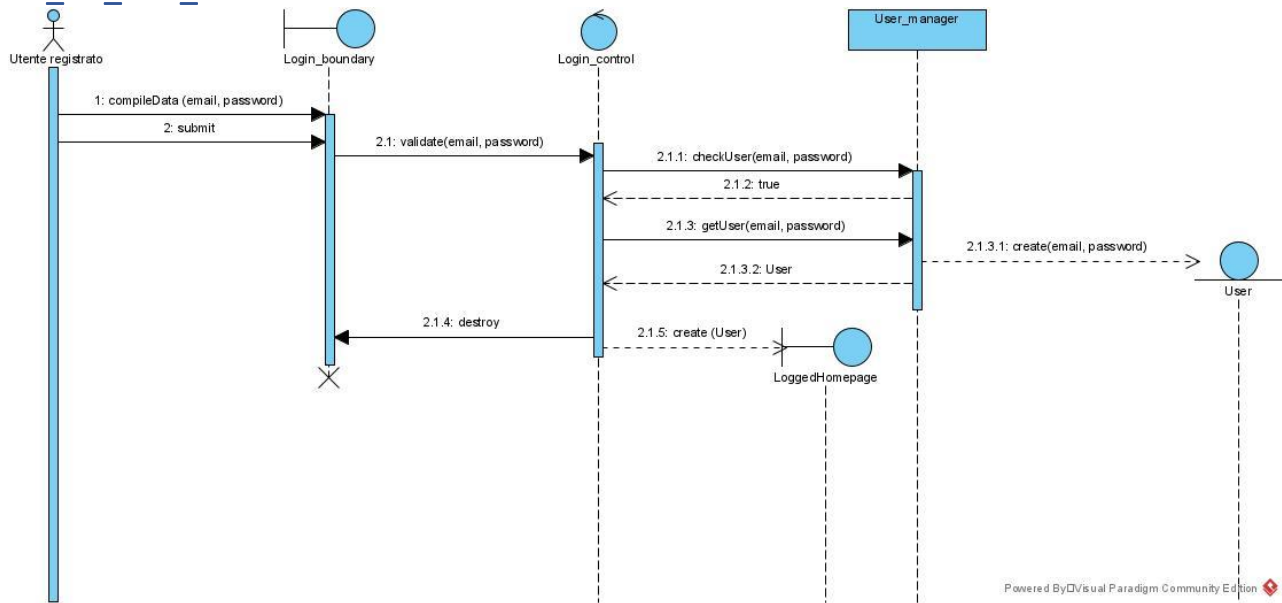 User_manager
Utente registrato
Login_boundary
Login_control
1: compileData (email, password)
2: submit
2.1: validate(email, password)
2.1.1: checkUser(email, password)
2.1.2: true
2.1.3: getUser(email, password)
2.1.3.1: create(email, password)
2.1.3.2: User
User
2.1.4: destroy
2.1.5: create (User)
LoggedHomepage
Powered By□Visual Paradigm Community Edition